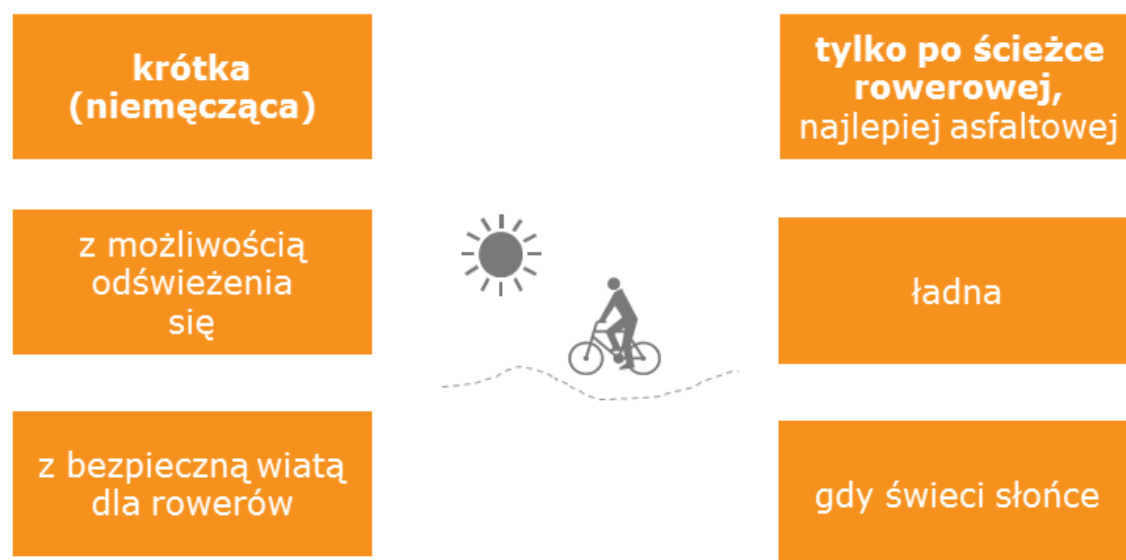 krótka
(niemęcząca)
z możliwością
odświeżenia
się
z bezpieczną wiatą
dla rowerów
tylko po ścieżce
rowerowej,
najlepiej asfaltowej
ładna
gdy świeci słońce